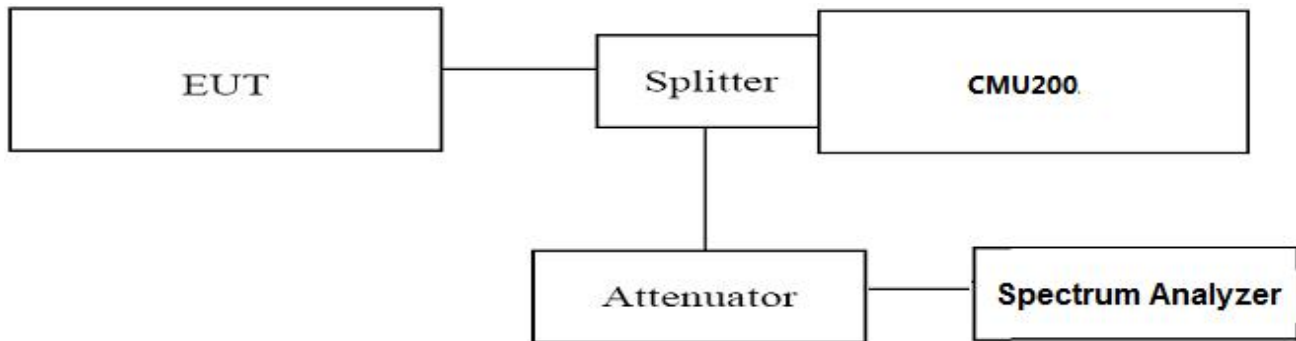 EUT
Splitter
CMU200.
Attenuator
Spectrum Analyzer